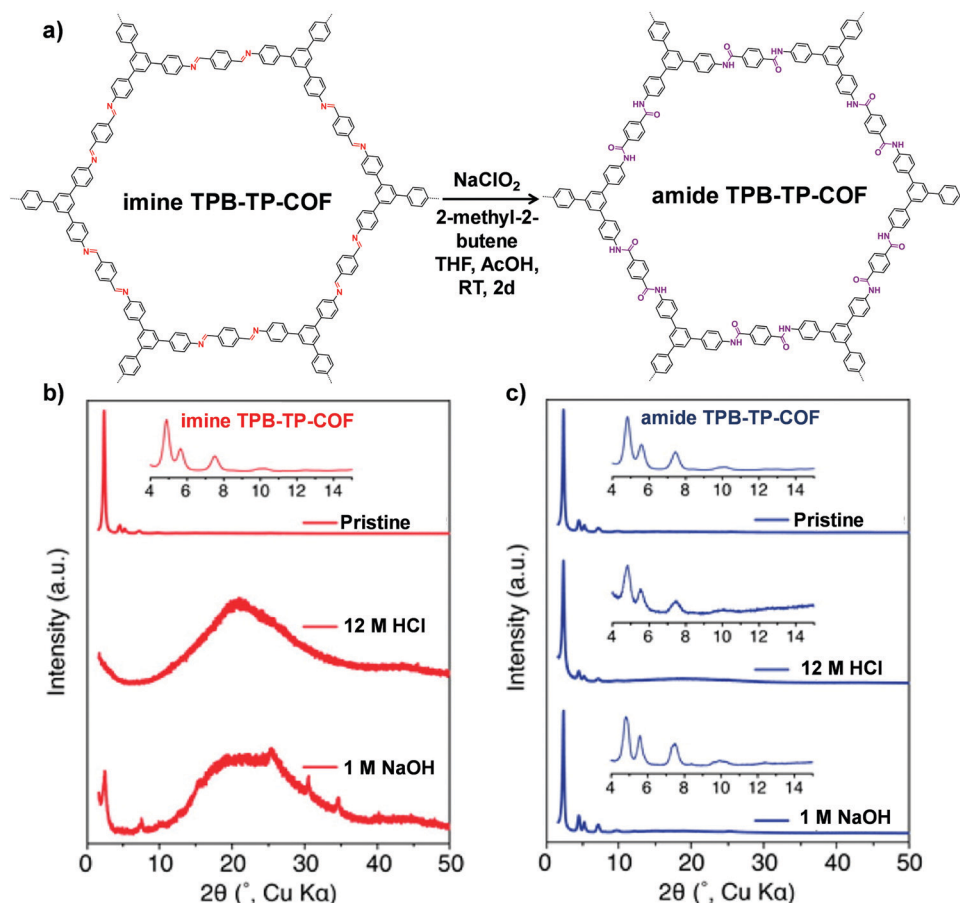 a)
imine TPB-TP-COF
NaClO₂
2-methyl-2-
butene
THF, AcOH,
RT, 2d
amide TPB-TP-COF
b)
imine TPB-TP-COF
4 6 8 10 12 14
Pristine
12 M HCl
1 M NaOH
Intensity (a.u.)
0 10 20 30 40 50
2θ (°, Cu Kα)
c)
amide TPB-TP-COF
4 6 8 10 12 14
Pristine
4 6 8 10 12 14
12 M HCl
4 6 8 10 12 14
1 M NaOH
Intensity (a.u.)
0 10 20 30 40 50
2θ (°, Cu Kα)